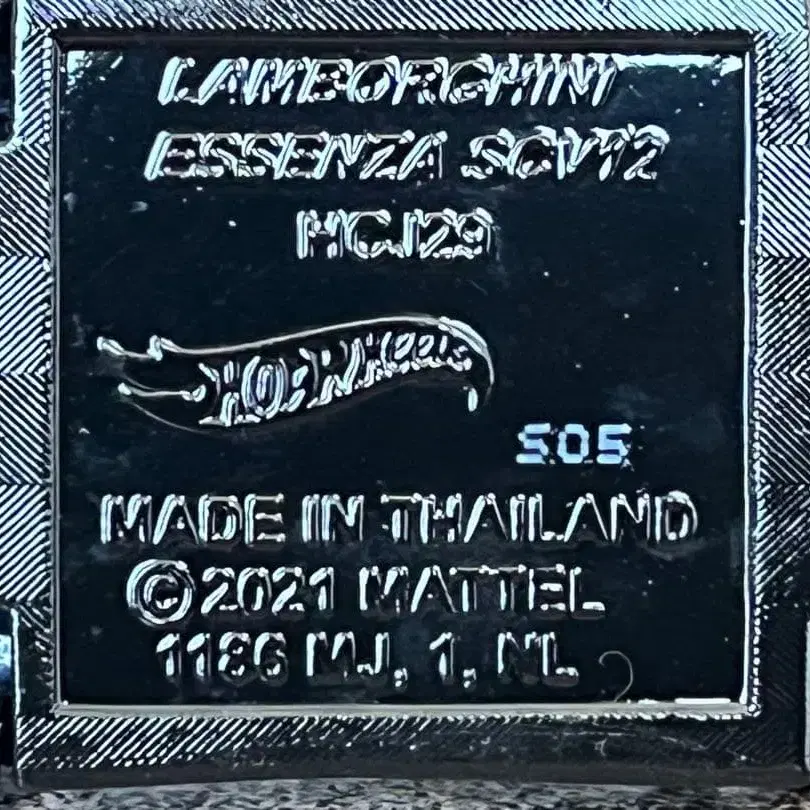 LAMBORGHINI
ESSENZA SCV12
HCJ29
Hot Wheels
S05
MADE IN THAILAND
©2021 MATTEL
1186 MJ, 1, NL